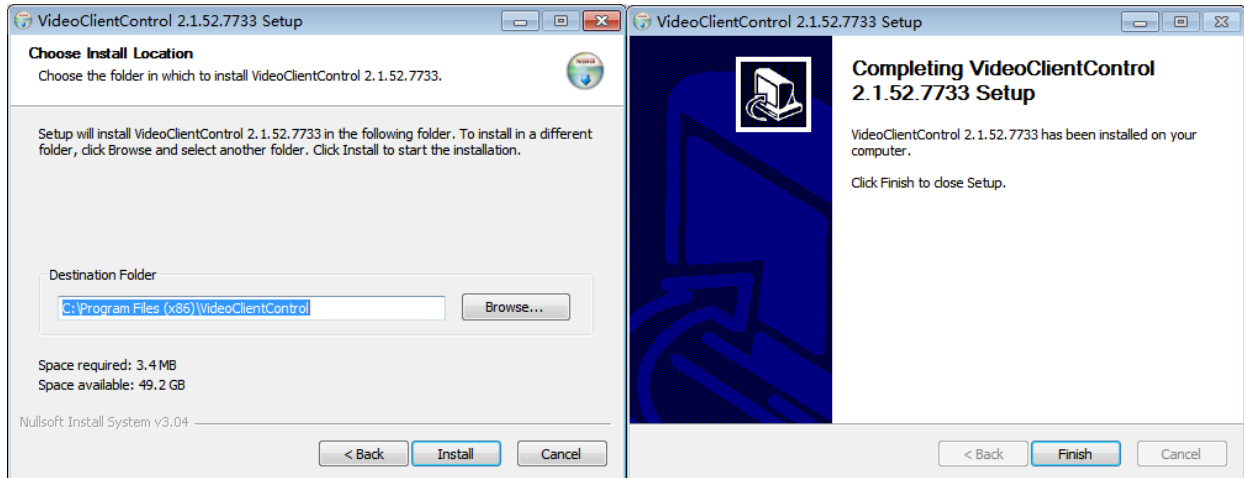 VideoClientControl 2.1.52.7733 Setup
Choose Install Location
Choose the folder in which to install VideoClientControl 2.1.52.7733.
Setup will install VideoClientControl 2.1.52.7733 in the following folder. To install in a different
folder, click Browse and select another folder. Click Install to start the installation.
Destination Folder
C:\Program Files (x86)\VideoClientControl
Browse...
Space required: 3.4 MB
Space available: 49.2 GB
Nullsoft Install System v3.04
< Back
Install
Cancel
VideoClientControl 2.1.52.7733 Setup
Completing VideoClientControl
2.1.52.7733 Setup
VideoClientControl 2.1.52.7733 has been installed on your
computer.
Click Finish to close Setup.
< Back
Finish
Cancel